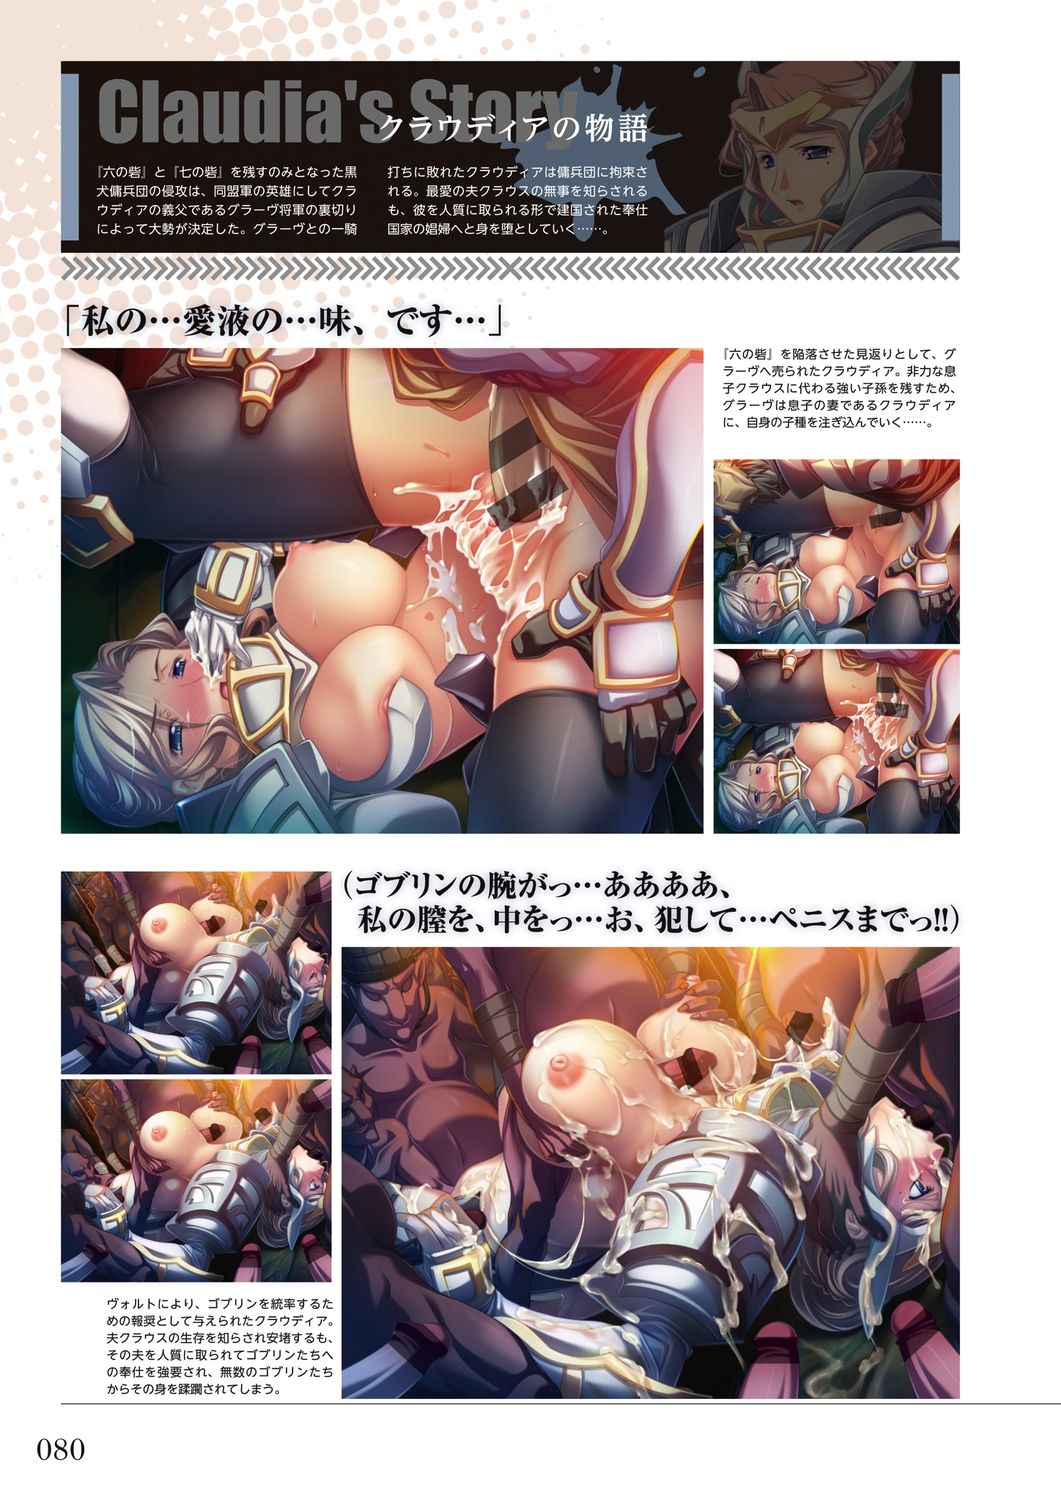 Claudia's Story
クラウディアの物語
『六の砦』と『七の砦』を残すのみとなった黒
犬傭兵団の侵攻は、同盟軍の英雄にしてクラ
ウディアの義父であるグラーヴ将軍の裏切り
によって大勢が決定した。グラーヴとの一騎
打ちに敗れたクラウディアは傭兵団に拘束さ
れる。最愛の夫クラウスの無事を知らされる
も、彼を人質に取られる形で建国された奉仕
国家の娼婦へと身を堕としていく……。
「私の…愛液の…味、です…」
『六の砦』を陥落させた見返りとして、グ
ラーヴへ売られたクラウディア。非力な息
子クラウスに代わる強い子孫を残すため、
グラーヴは息子の妻であるクラウディア
に、自身の子種を注ぎ込んでいく……。
(ゴブリンの腕がっ…ああああ、
私の膣を、中をっ…お、犯して…ペニスまでっ!!)
ヴォルトにより、ゴブリンを統率するた
めの報奨として与えられたクラウディア。
夫クラウスの生存を知らされ安堵するも、
その夫を人質に取られてゴブリンたちへ
の奉仕を強要され、無数のゴブリンたち
からその身を蹂躙されてしまう。
080